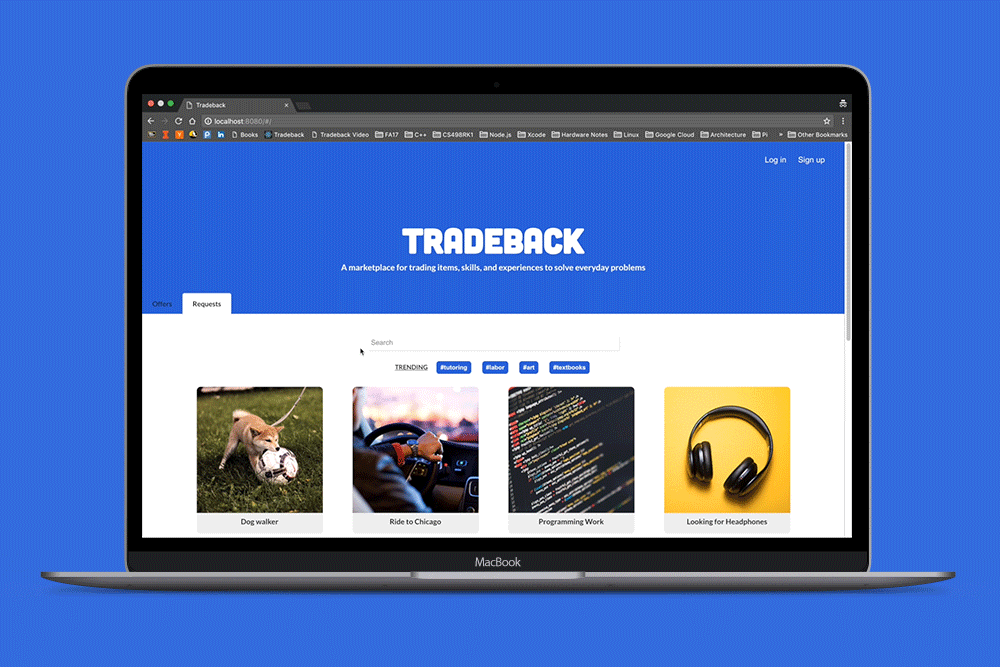 Tradeback
localhost:8080/#/
Books Tradeback Tradeback Video FA17 C++ CS498RK1 Node.js Xcode Hardware Notes Linux Google Cloud Architecture Pi » Other Bookmarks
Log in Sign up
TRADEBACK
A marketplace for trading items, skills, and experiences to solve everyday problems
Offers Requests
Search
TRENDING #tutoring #labor #art #textbooks
Dog walker Ride to Chicago Programming Work Looking for Headphones
MacBook